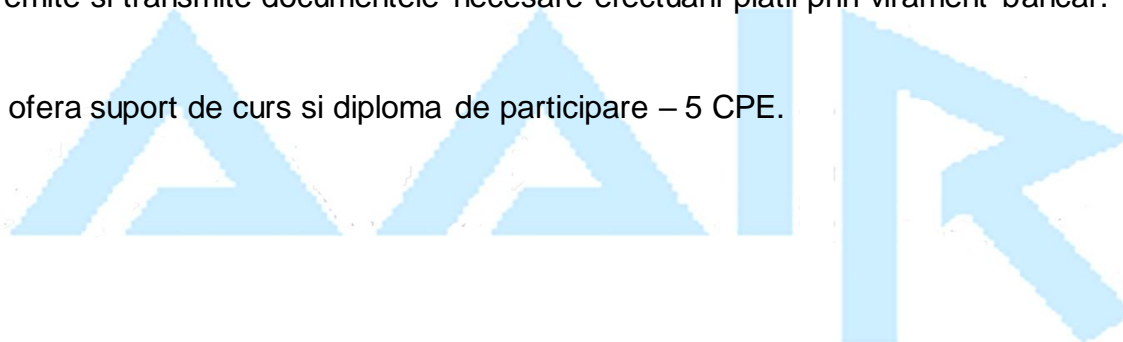 emite si transmite documentele necesare efectuarii platii prin virament bancar.
ofera suport de curs si diploma de participare – 5 CPE.
AAIR